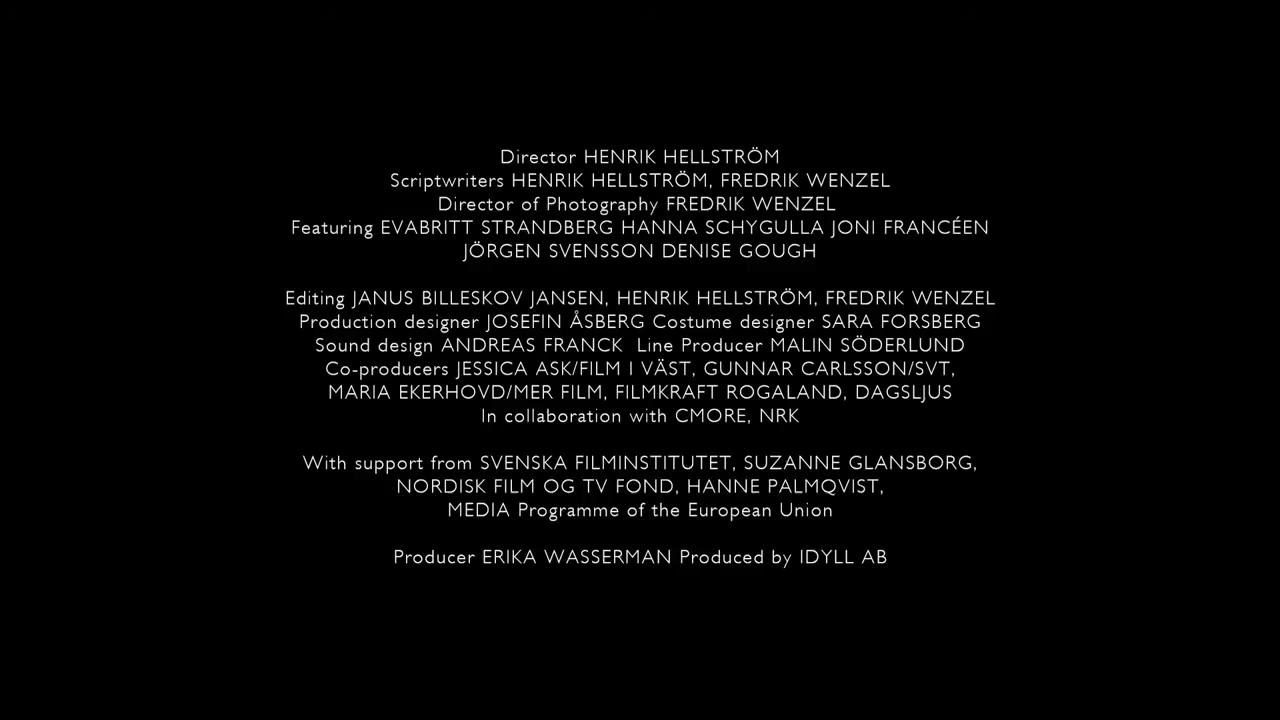 Director HENRIK HELLSTRÖM
Scriptwriters HENRIK HELLSTRÖM, FREDRIK WENZEL
Director of Photography FREDRIK WENZEL
Featuring EVABRITT STRANDBERG HANNA SCHYGULLA JONI FRANCÉEN
JÖRGEN SVENSSON DENISE GOUGH
Editing JANUS BILLESKOV JANSEN, HENRIK HELLSTRÖM, FREDRIK WENZEL
Production designer JOSEFIN ÅSBERG Costume designer SARA FORSBERG
Sound design ANDREAS FRANCK  Line Producer MALIN SÖDERLUND
Co-producers JESSICA ASK/FILM I VÄST, GUNNAR CARLSSON/SVT,
MARIA EKERHOVD/MER FILM, FILMKRAFT ROGALAND, DAGSLJUS
In collaboration with CMORE, NRK
With support from SVENSKA FILMINSTITUTET, SUZANNE GLANSBORG,
NORDISK FILM OG TV FOND, HANNE PALMQVIST,
MEDIA Programme of the European Union
Producer ERIKA WASSERMAN Produced by IDYLL AB